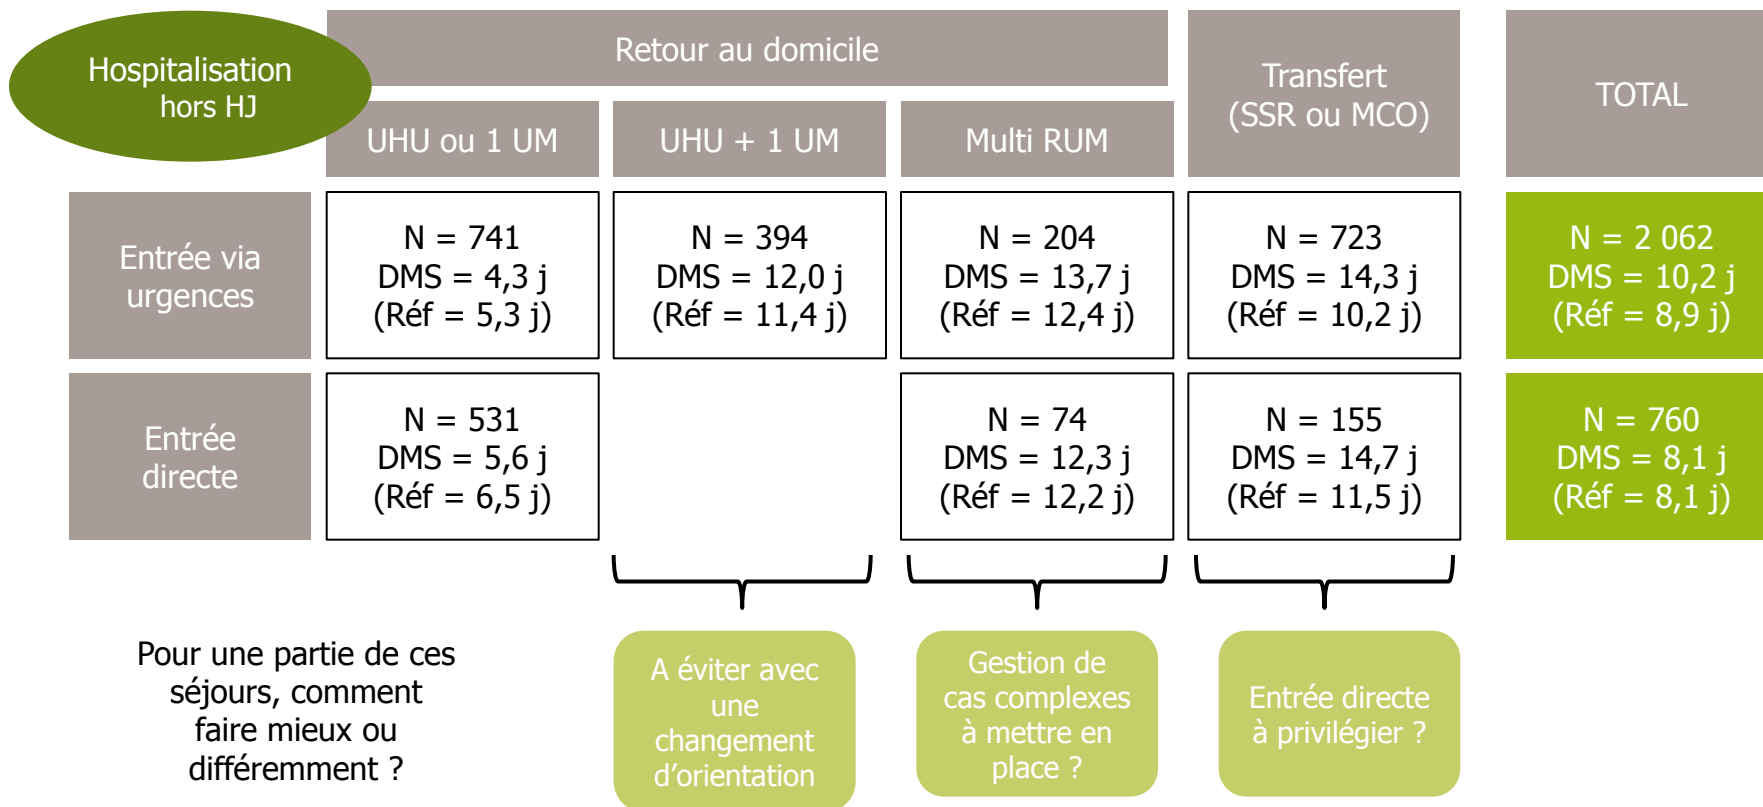 Hospitalisation
hors HJ
Retour au domicile
Transfert
(SSR ou MCO)
TOTAL
UHU ou 1 UM
UHU + 1 UM
Multi RUM
Entrée via
urgences
N = 741
DMS = 4,3 j
(Réf = 5,3 j)
N = 394
DMS = 12,0 j
(Réf = 11,4 j)
N = 204
DMS = 13,7 j
(Réf = 12,4 j)
N = 723
DMS = 14,3 j
(Réf = 10,2 j)
N = 2 062
DMS = 10,2 j
(Réf = 8,9 j)
Entrée
directe
N = 531
DMS = 5,6 j
(Réf = 6,5 j)
N = 74
DMS = 12,3 j
(Réf = 12,2 j)
N = 155
DMS = 14,7 j
(Réf = 11,5 j)
N = 760
DMS = 8,1 j
(Réf = 8,1 j)
Pour une partie de ces
séjours, comment
faire mieux ou
différemment ?
A éviter avec
une
changement
d'orientation
Gestion de
cas complexes
à mettre en
place ?
Entrée directe
à privilégier ?